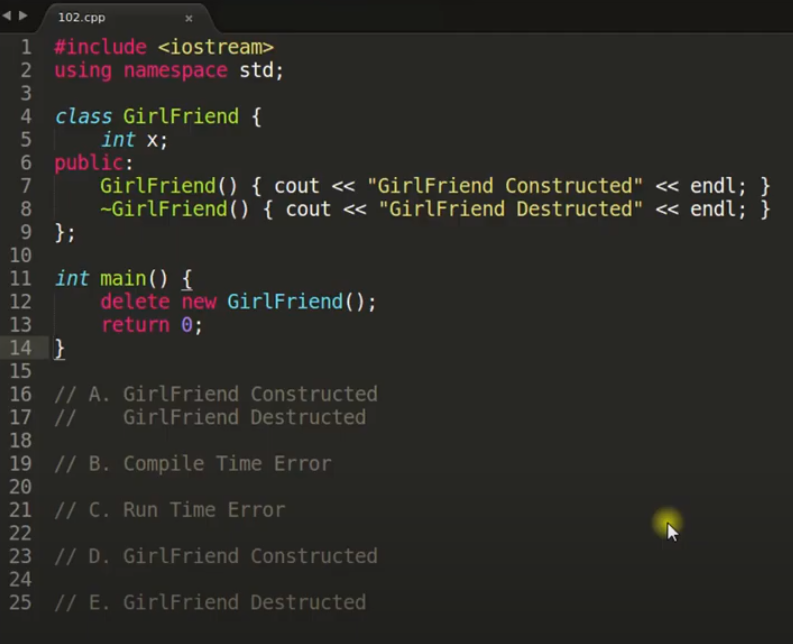 102.cpp
1 #include <iostream>
2 using namespace std;
3
4 class GirlFriend {
5     int x;
6 public:
7     GirlFriend() { cout << "GirlFriend Constructed" << endl; }
8     ~GirlFriend() { cout << "GirlFriend Destructed" << endl; }
9 };
10
11 int main() {
12     delete new GirlFriend();
13     return 0;
14 }
15
16 // A. GirlFriend Constructed
17 //    GirlFriend Destructed
18
19 // B. Compile Time Error
20
21 // C. Run Time Error
22
23 // D. GirlFriend Constructed
24
25 // E. GirlFriend Destructed